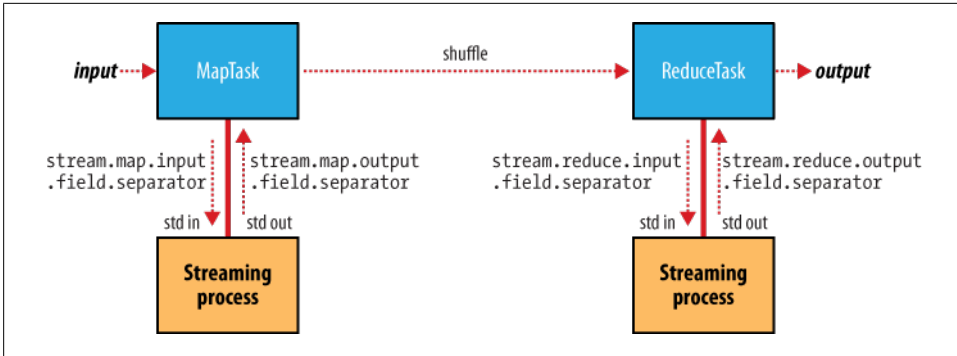 shuffle
input
MapTask
ReduceTask
output
stream.map.input
.field.separator
stream.map.output
.field.separator
stream.reduce.input
.field.separator
stream.reduce.output
.field.separator
std in
std out
std in
std out
Streaming
process
Streaming
process